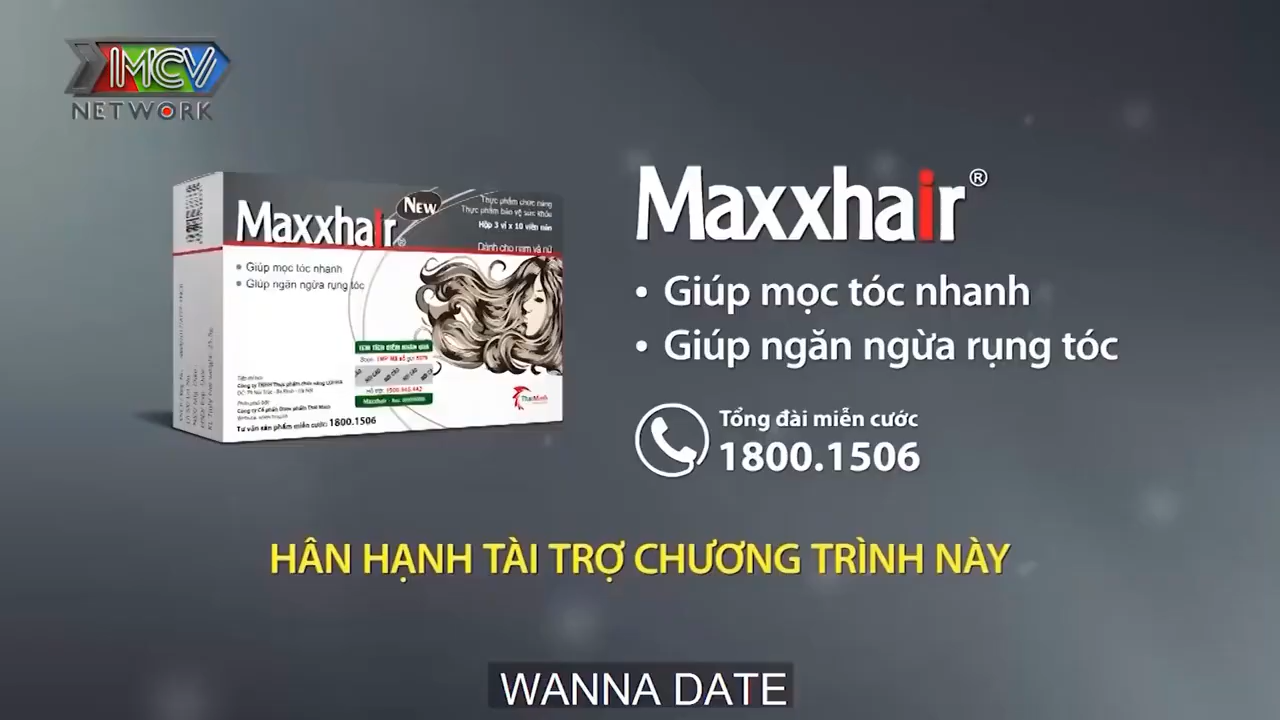 MCV
NETWORK
Maxxhair®
NEW
Thực phẩm chức năng
Thực phẩm bảo vệ sức khỏe
Hộp 3 vỉ x 10 viên nén
Dành cho nam và nữ
Giúp mọc tóc nhanh
Giúp ngăn ngừa rụng tóc
Tư vấn sản phẩm miễn cước: 1800.1506
Maxxhair®
• Giúp mọc tóc nhanh
• Giúp ngăn ngừa rụng tóc
Tổng đài miễn cước
1800.1506
HÂN HẠNH TÀI TRỢ CHƯƠNG TRÌNH NÀY
WANNA DATE